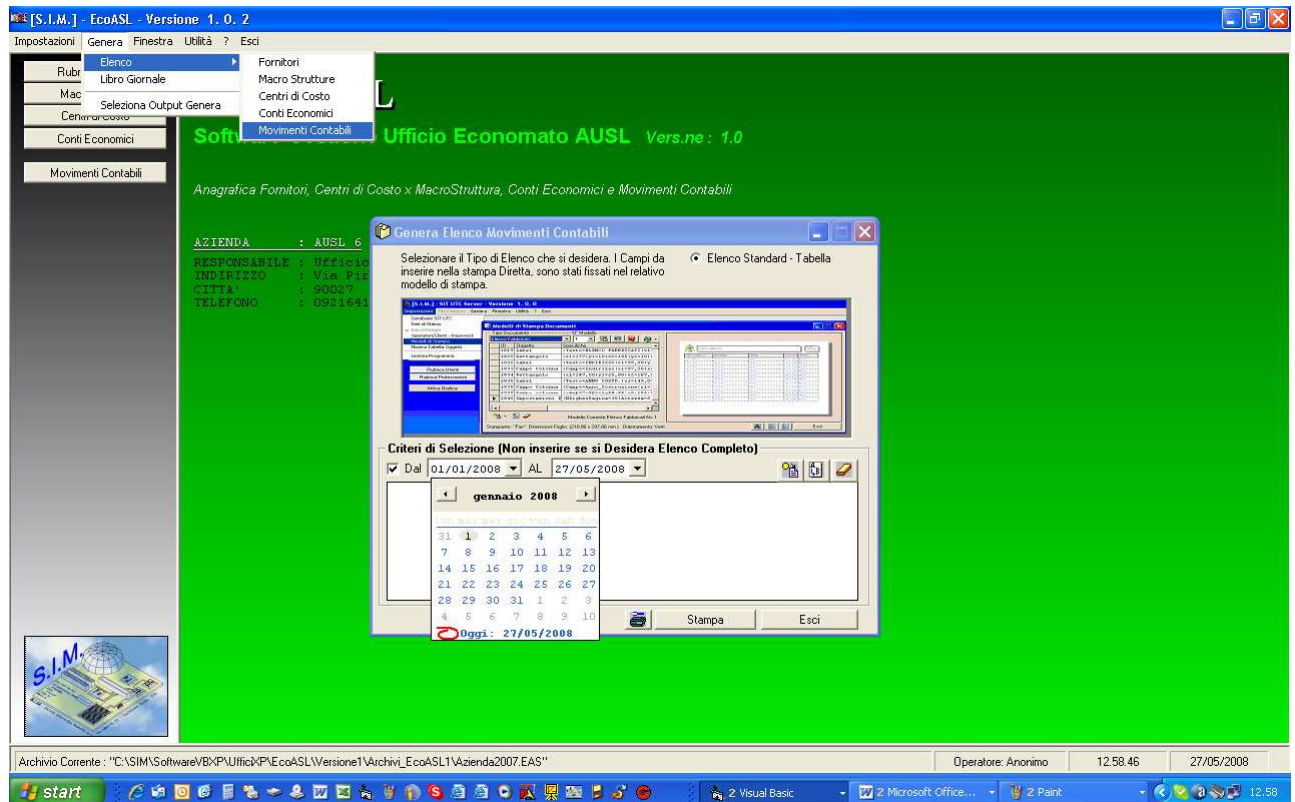 [S.I.M.] - EcoASL - Versione 1. 0. 2
Impostazioni Genera Finestra Utilità ? Esci
Elenco
Libro Giornale
Seleziona Output Genera
Fornitori
Macro Strutture
Centri di Costo
Conti Economici
Movimenti Contabili
Conti Economici
Movimenti Contabili
Ufficio Economato AUSL Vers.ne : 1.0
Anagrafica Fornitori, Centri di Costo x MacroStruttura, Conti Economici e Movimenti Contabili
AZIENDA : AUSL 6
RESPONSABILE : Ufficio
INDIRIZZO : Via Pir
CITTA' : 90027
TELEFONO : 0921641
Genera Elenco Movimenti Contabili
Selezionare il Tipo di Elenco che si desidera. I Campi da
inserire nella stampa Diretta, sono stati fissati nel relativo
modello di stampa.
Elenco Standard - Tabella
Criteri di Selezione (Non inserire se si Desidera Elenco Completo)
Dal 01/01/2008 AL 27/05/2008
gennaio 2008
31 1 2 3 4 5 6
7 8 9 10 11 12 13
14 15 16 17 18 19 20
21 22 23 24 25 26 27
28 29 30 31 1 2 3
4 5 6 7 8 9 10
Oggi: 27/05/2008
Stampa Esci
S.I.M.
Archivio Corrente : "C:\SIM\SoftwareVBXP\UfficiXP\EcoASL\Versione1\Archivi_EcoASL1\Azienda2007.EAS"
Operatore: Anonimo 12.58.46 27/05/2008
start 2 Visual Basic 2 Microsoft Office... 2 Paint 12.58